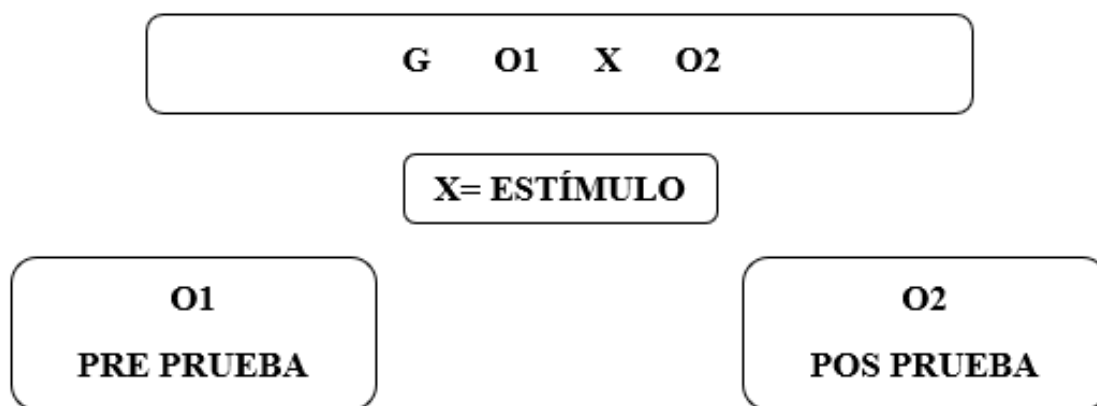 G O1 X O2
X= ESTÍMULO
O1
PRE PRUEBA
O2
POS PRUEBA